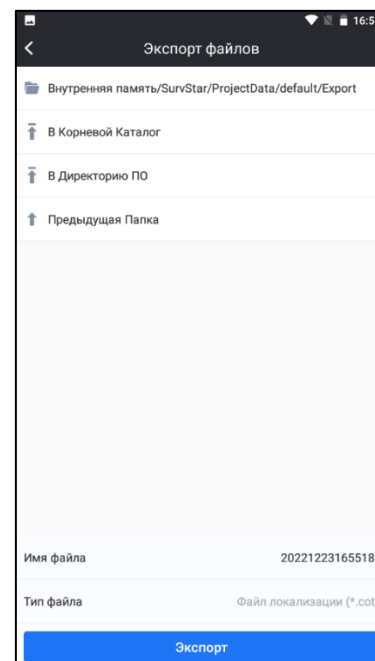 16:5
Экспорт файлов
Внутренняя память/SurvStar/ProjectData/default/Export
В Корневой Каталог
В Директорию ПО
Предыдущая Папка
Имя файла 20221223165518
Тип файла Файл локализации (*.cot
Экспорт